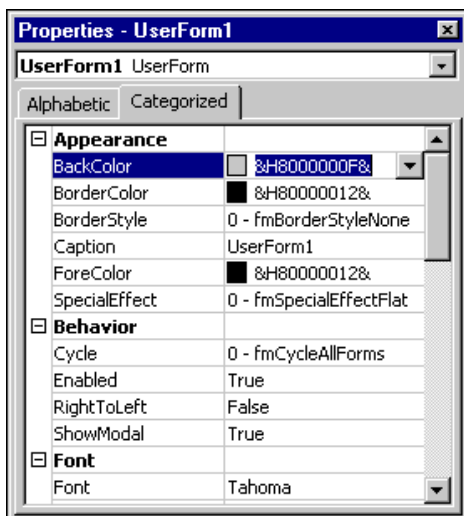 Properties - UserForm1
UserForm1 UserForm
Alphabetic Categorized
Appearance
BackColor &H8000000F&
BorderColor &H80000012&
BorderStyle 0 - fmBorderStyleNone
Caption UserForm1
ForeColor &H80000012&
SpecialEffect 0 - fmSpecialEffectFlat
Behavior
Cycle 0 - fmCycleAllForms
Enabled True
RightToLeft False
ShowModal True
Font
Font Tahoma